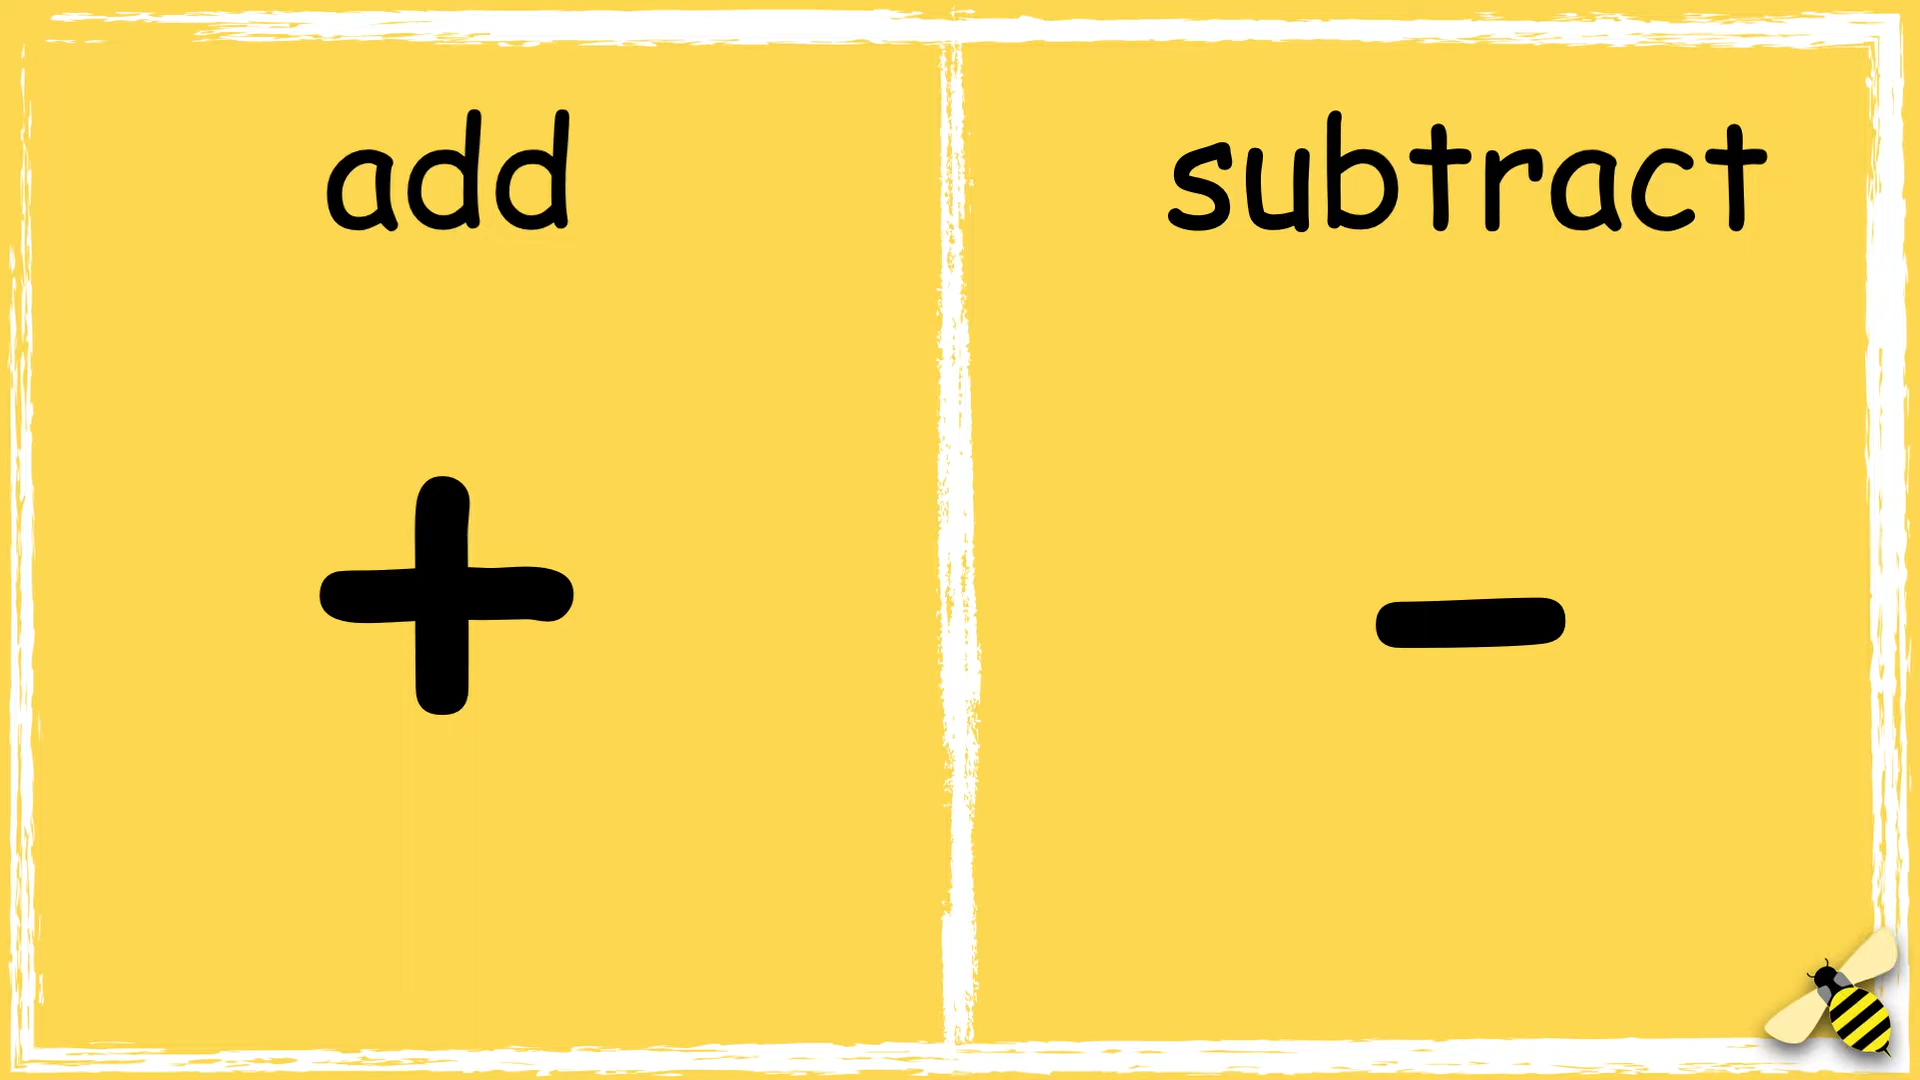 add
subtract
+
-